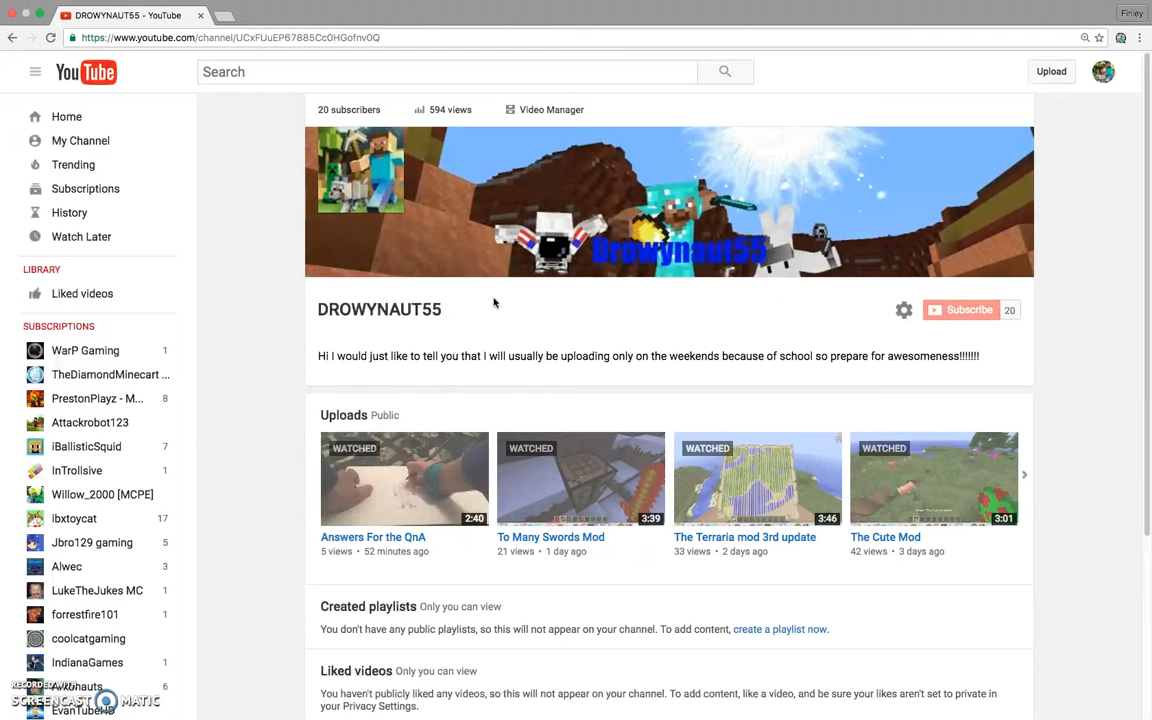 DROWYNAUT55 - YouTube
Finley
https://www.youtube.com/channel/UCxFUuEP67885Cc0HGofnv0Q
YouTube
Search
Upload
Home
My Channel
Trending
Subscriptions
History
Watch Later
LIBRARY
Liked videos
SUBSCRIPTIONS
WarP Gaming 1
TheDiamondMinecart ...
PrestonPlayz - M... 8
Attackrobot123
iBallisticSquid 7
InTrollsive 1
Willow_2000 [MCPE]
ibxtoycat 17
Jbro129 gaming 5
Alwec 3
LukeTheJukes MC 1
forrestfire101 1
coolcatgaming
IndianaGames 1
6
EvanTubeHD
RECORDED WITH
SCREENCAST MATIC
20 subscribers 594 views Video Manager
Drowynaut55
DROWYNAUT55
Subscribe 20
Hi I would just like to tell you that I will usually be uploading only on the weekends because of school so prepare for awesomeness!!!!!!!
Uploads Public
WATCHED WATCHED WATCHED WATCHED
2:40 3:39 3:46 3:01
Answers For the QnA To Many Swords Mod The Terraria mod 3rd update The Cute Mod
5 views • 52 minutes ago 21 views • 1 day ago 33 views • 2 days ago 42 views • 3 days ago
Created playlists Only you can view
You don't have any public playlists, so this will not appear on your channel. To add content, create a playlist now.
Liked videos Only you can view
You haven't publicly liked any videos, so this will not appear on your channel. To add content, like a video, and be sure your likes aren't set to private in
your Privacy Settings.